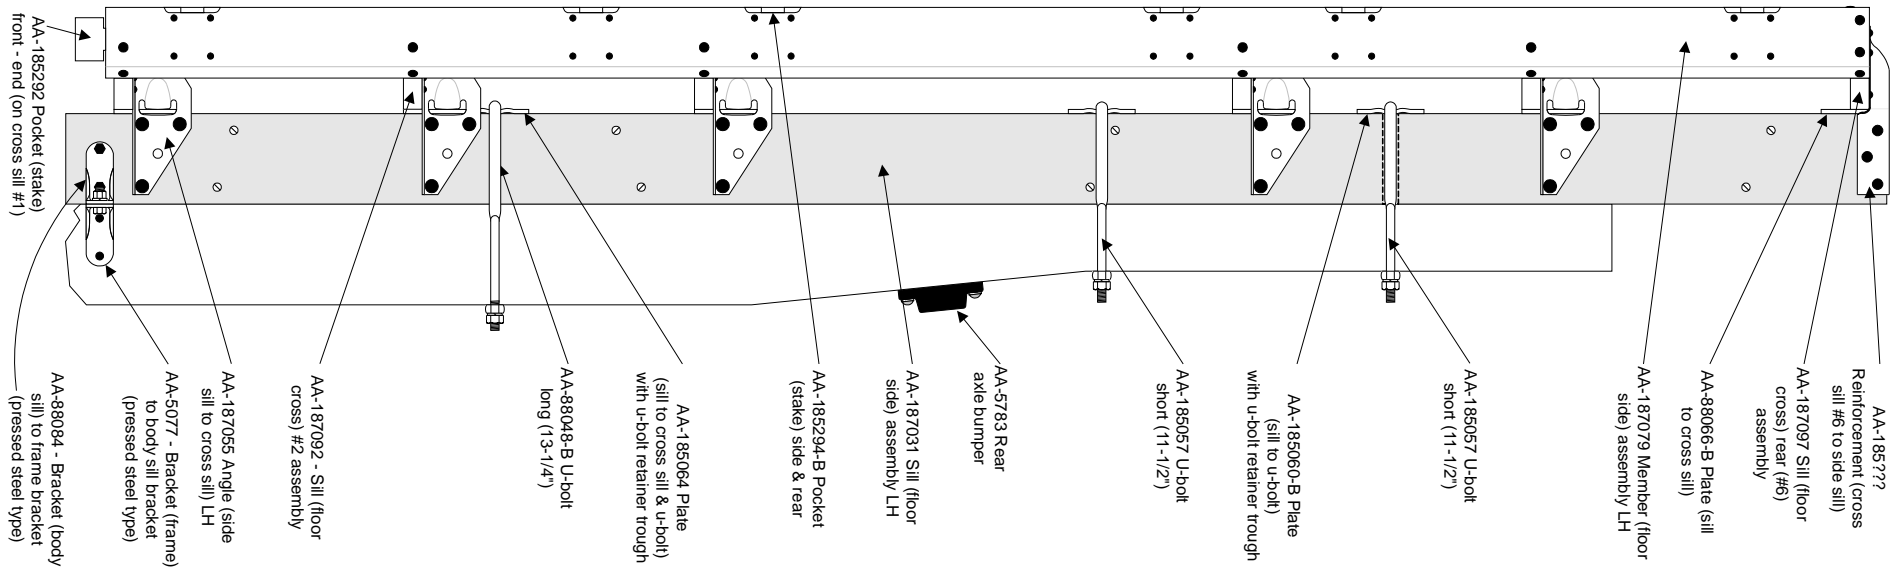 AA-185292 Pocket (stake)
front - end (on cross sill #1)
AA-88084 - Bracket (body
sill) to frame bracket
(pressed steel type)
AA-5077 - Bracket (frame)
to body sill bracket
(pressed steel type)
AA-187055 Angle (side
sill to cross sill) LH
AA-187092 - Sill (floor
cross) #2 assembly
AA-88048-B U-bolt
long (13-1/4")
AA-185064 Plate
(sill to cross sill & u-bolt)
with u-bolt retainer trough
AA-185294-B Pocket
(stake) side & rear
AA-187031 Sill (floor
side) assembly LH
AA-5783 Rear
axle bumper
AA-185057 U-bolt
short (11-1/2")
AA-185060-B Plate
(sill to u-bolt)
with u-bolt retainer trough
AA-185057 U-bolt
short (11-1/2")
AA-187079 Member (floor
side) assembly LH
AA-88066-B Plate (sill
to cross sill)
AA-187097 Sill (floor
cross) rear (#6)
assembly
AA-185???
Reinforcement (cross
sill #6 to side sill)